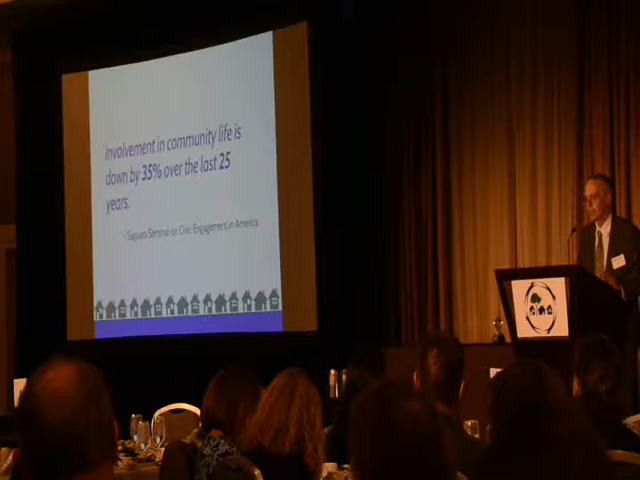 Involvement in community life is
down by 35% over the last 25
years.
- Saguaro Seminar on Civic Engagement in America